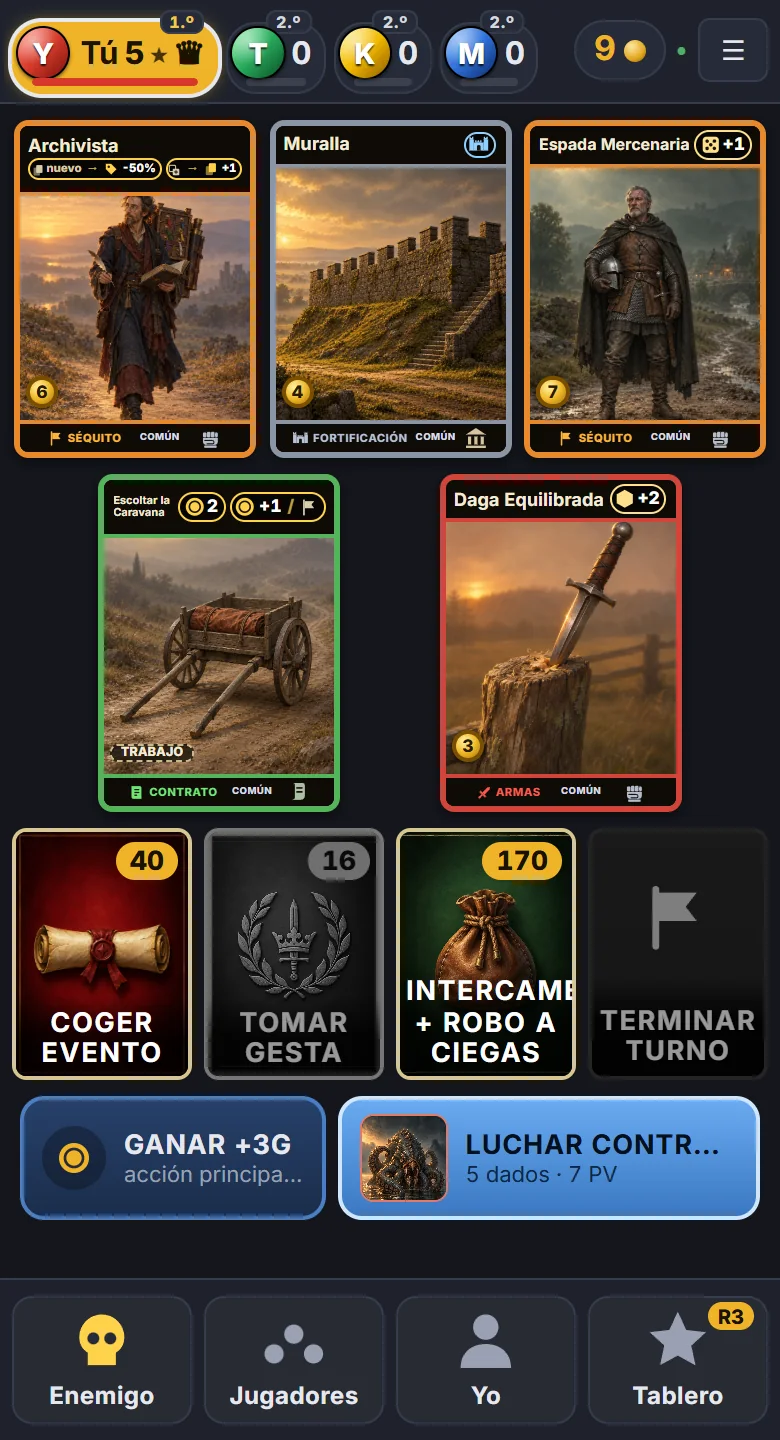 1.º
Y Tú 5
2.º
T 0
2.º
K 0
2.º
M 0
9
Archivista
nuevo → -50%
→ +1
6
SÉQUITO COMÚN
Muralla
4
FORTIFICACIÓN COMÚN
Espada Mercenaria +1
7
SÉQUITO COMÚN
Escoltar la
Caravana
2
+1 /
TRABAJO
CONTRATO COMÚN
Daga Equilibrada +2
3
ARMAS COMÚN
40
COGER
EVENTO
16
TOMAR
GESTA
170
INTERCAME
+ ROBO A
CIEGAS
TERMINAR
TURNO
GANAR +3G
acción principa...
LUCHAR CONTR...
5 dados · 7 PV
Enemigo
Jugadores
Yo
R3
Tablero